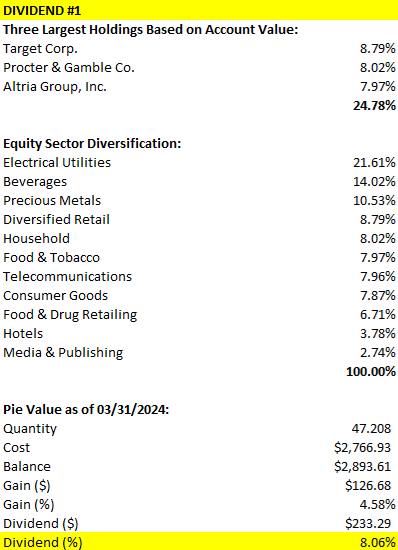 DIVIDEND #1
Three Largest Holdings Based on Account Value:
Target Corp. 8.79%
Procter & Gamble Co. 8.02%
Altria Group, Inc. 7.97%
24.78%
Equity Sector Diversification:
Electrical Utilities 21.61%
Beverages 14.02%
Precious Metals 10.53%
Diversified Retail 8.79%
Household 8.02%
Food & Tobacco 7.97%
Telecommunications 7.96%
Consumer Goods 7.87%
Food & Drug Retailing 6.71%
Hotels 3.78%
Media & Publishing 2.74%
100.00%
Pie Value as of 03/31/2024:
Quantity 47.208
Cost $2,766.93
Balance $2,893.61
Gain ($) $126.68
Gain (%) 4.58%
Dividend ($) $233.29
Dividend (%) 8.06%